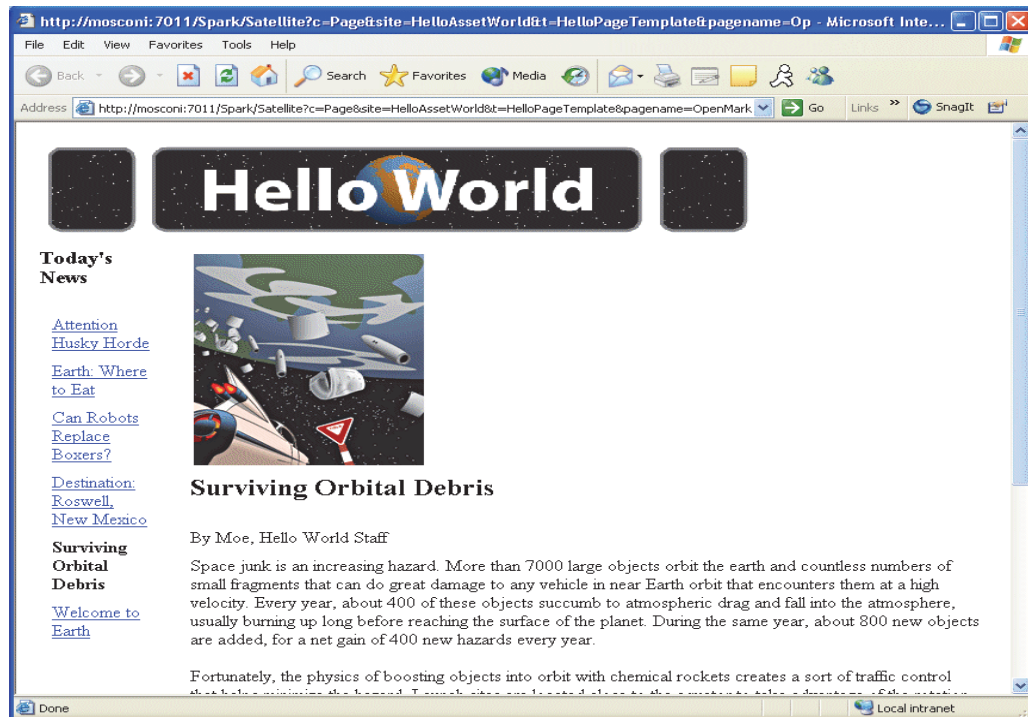 http://mosconi:7011/Spark/Satellite?c=Page&site=HelloAssetWorld&t=HelloPageTemplate&pagename=Op - Microsoft Inte...
File Edit View Favorites Tools Help
Back Search Favorites Media
Address http://mosconi:7011/Spark/Satellite?c=Page&site=HelloAssetWorld&t=HelloPageTemplate&pagename=OpenMark Go Links » SnagIt
Hello World
Today's
News
Attention
Husky Horde
Earth: Where
to Eat
Can Robots
Replace
Boxers?
Destination:
Roswell,
New Mexico
Surviving
Orbital
Debris
Welcome to
Earth
Surviving Orbital Debris
By Moe, Hello World Staff
Space junk is an increasing hazard. More than 7000 large objects orbit the earth and countless numbers of
small fragments that can do great damage to any vehicle in near Earth orbit that encounters them at a high
velocity. Every year, about 400 of these objects succumb to atmospheric drag and fall into the atmosphere,
usually burning up long before reaching the surface of the planet. During the same year, about 800 new objects
are added, for a net gain of 400 new hazards every year.
Fortunately, the physics of boosting objects into orbit with chemical rockets creates a sort of traffic control
Done Local intranet